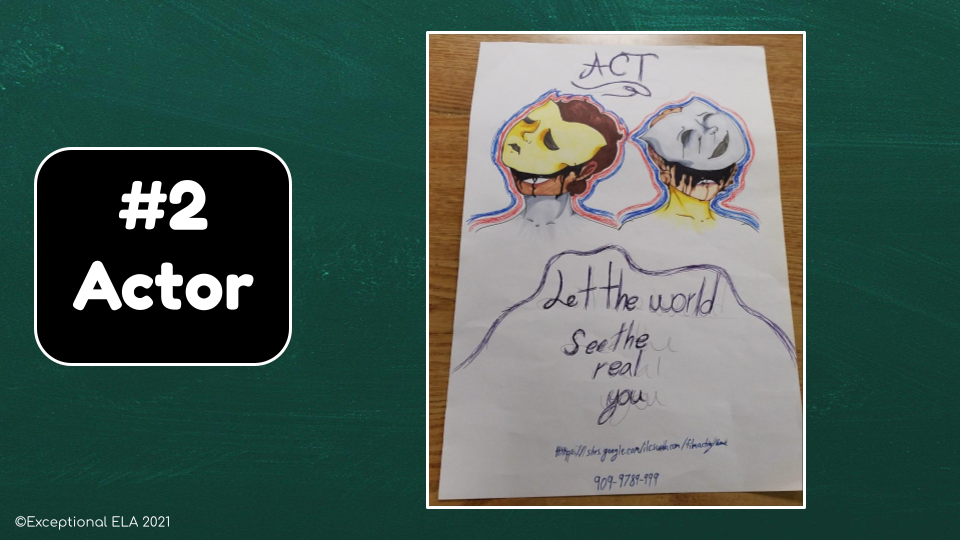 #2
Actor
ACT
Let the world
See the
real
you
909-9789-999
©Exceptional ELA 2021